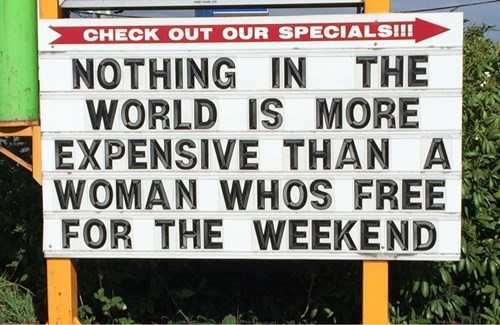 CHECK OUT OUR SPECIALS!!!
NOTHING IN THE
WORLD IS MORE
EXPENSIVE THAN A
WOMAN WHOS FREE
FOR THE WEEKEND